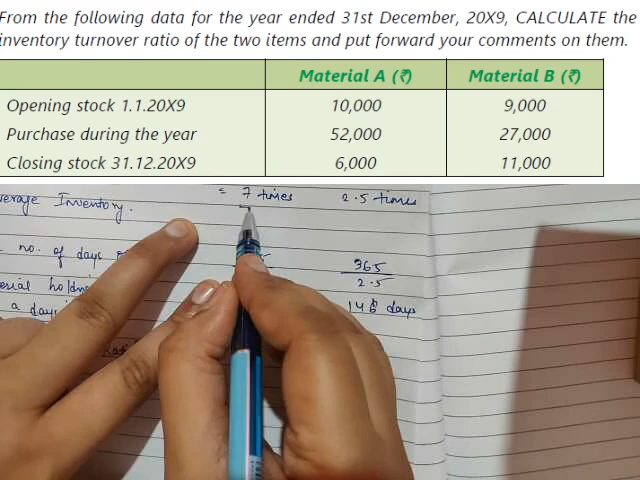 From the following data for the year ended 31st December, 20X9, CALCULATE the
inventory turnover ratio of the two items and put forward your comments on them.
Material A (₹) Material B (₹)
Opening stock 1.1.20X9 10,000 9,000
Purchase during the year 52,000 27,000
Closing stock 31.12.20X9 6,000 11,000
= 7 times 2.5 times
verage Inventory.
no. of days
365
2.5
erial holdn
a day
146 days
Rati